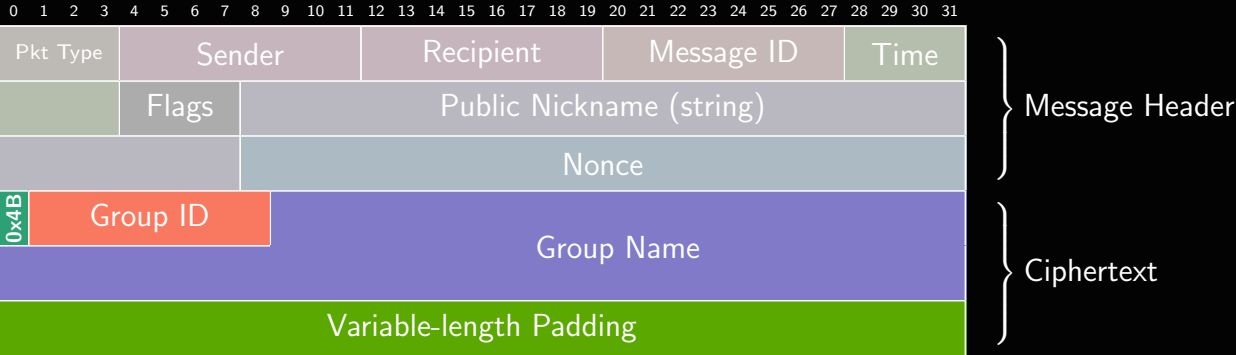 0 1 2 3 4 5 6 7 8 9 10 11 12 13 14 15 16 17 18 19 20 21 22 23 24 25 26 27 28 29 30 31
Pkt Type Sender Recipient Message ID Time
Flags Public Nickname (string)
Message Header
Nonce
0x4B Group ID
Group Name
Ciphertext
Variable-length Padding